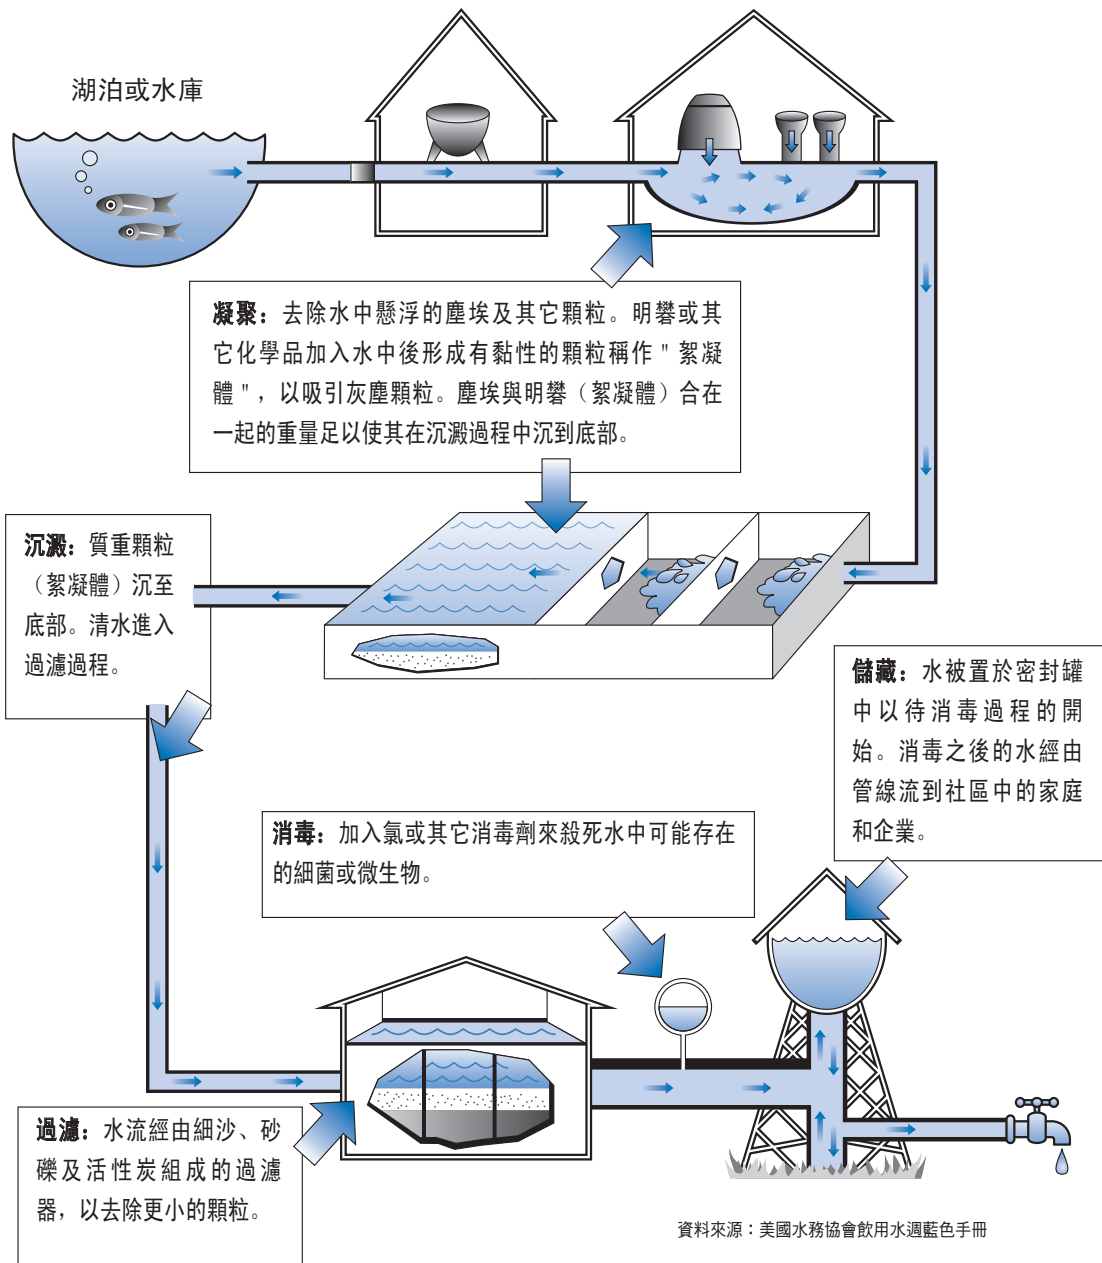 湖泊或水庫
凝聚：去除水中懸浮的塵埃及其它顆粒。明礬或其
它化學品加入水中後形成有黏性的顆粒稱作 " 絮凝
體 "，以吸引灰塵顆粒。塵埃與明礬（絮凝體）合在
一起的重量足以使其在沉澱過程中沉到底部。
沉澱：質重顆粒
（絮凝體）沉至
底部。清水進入
過濾過程。
儲藏：水被置於密封罐
中以待消毒過程的開
始。消毒之後的水經由
管線流到社區中的家庭
和企業。
消毒：加入氯或其它消毒劑來殺死水中可能存在
的細菌或微生物。
過濾：水流經由細沙、砂
礫及活性炭組成的過濾
器，以去除更小的顆粒。
資料來源：美國水務協會飲用水週藍色手冊